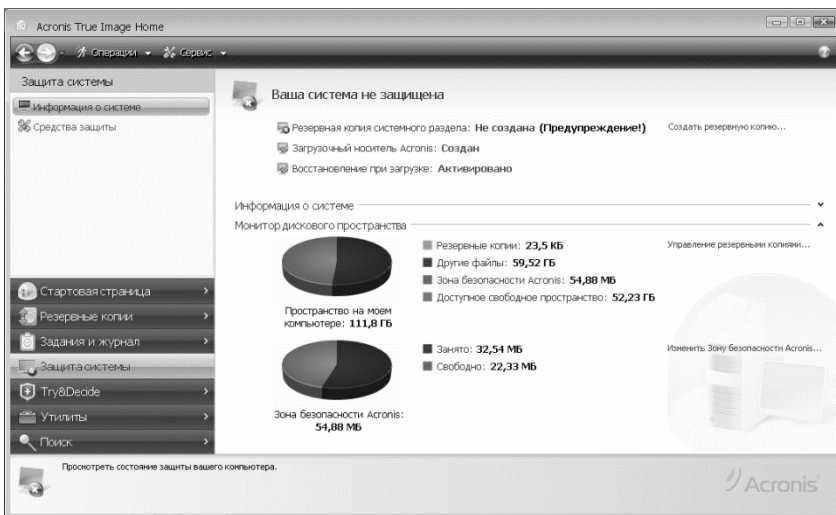 Acronis True Image Home
Операции
Сервис
Защита системы
Информация о системе
Средства защиты
Ваша система не защищена
Резервная копия системного раздела: Не создана (Предупреждение!)
Создать резервную копию...
Загрузочный носитель Acronis: Создан
Восстановление при загрузке: Активировано
Информация о системе
Монитор дискового пространства
Резервные копии: 23,5 КБ
Управление резервными копиями...
Другие файлы: 59,52 ГБ
Зона безопасности Acronis: 54,88 МБ
Доступное свободное пространство: 52,23 ГБ
Пространство на моем
компьютере: 111,8 ГБ
Занято: 32,54 МБ
Изменить Зону безопасности Acronis...
Свободно: 22,33 МБ
Зона безопасности Acronis:
54,88 МБ
Стартовая страница
Резервные копии
Задания и журнал
Защита системы
Try&Decide
Утилиты
Поиск
Просмотреть состояние защиты вашего компьютера.
Acronis